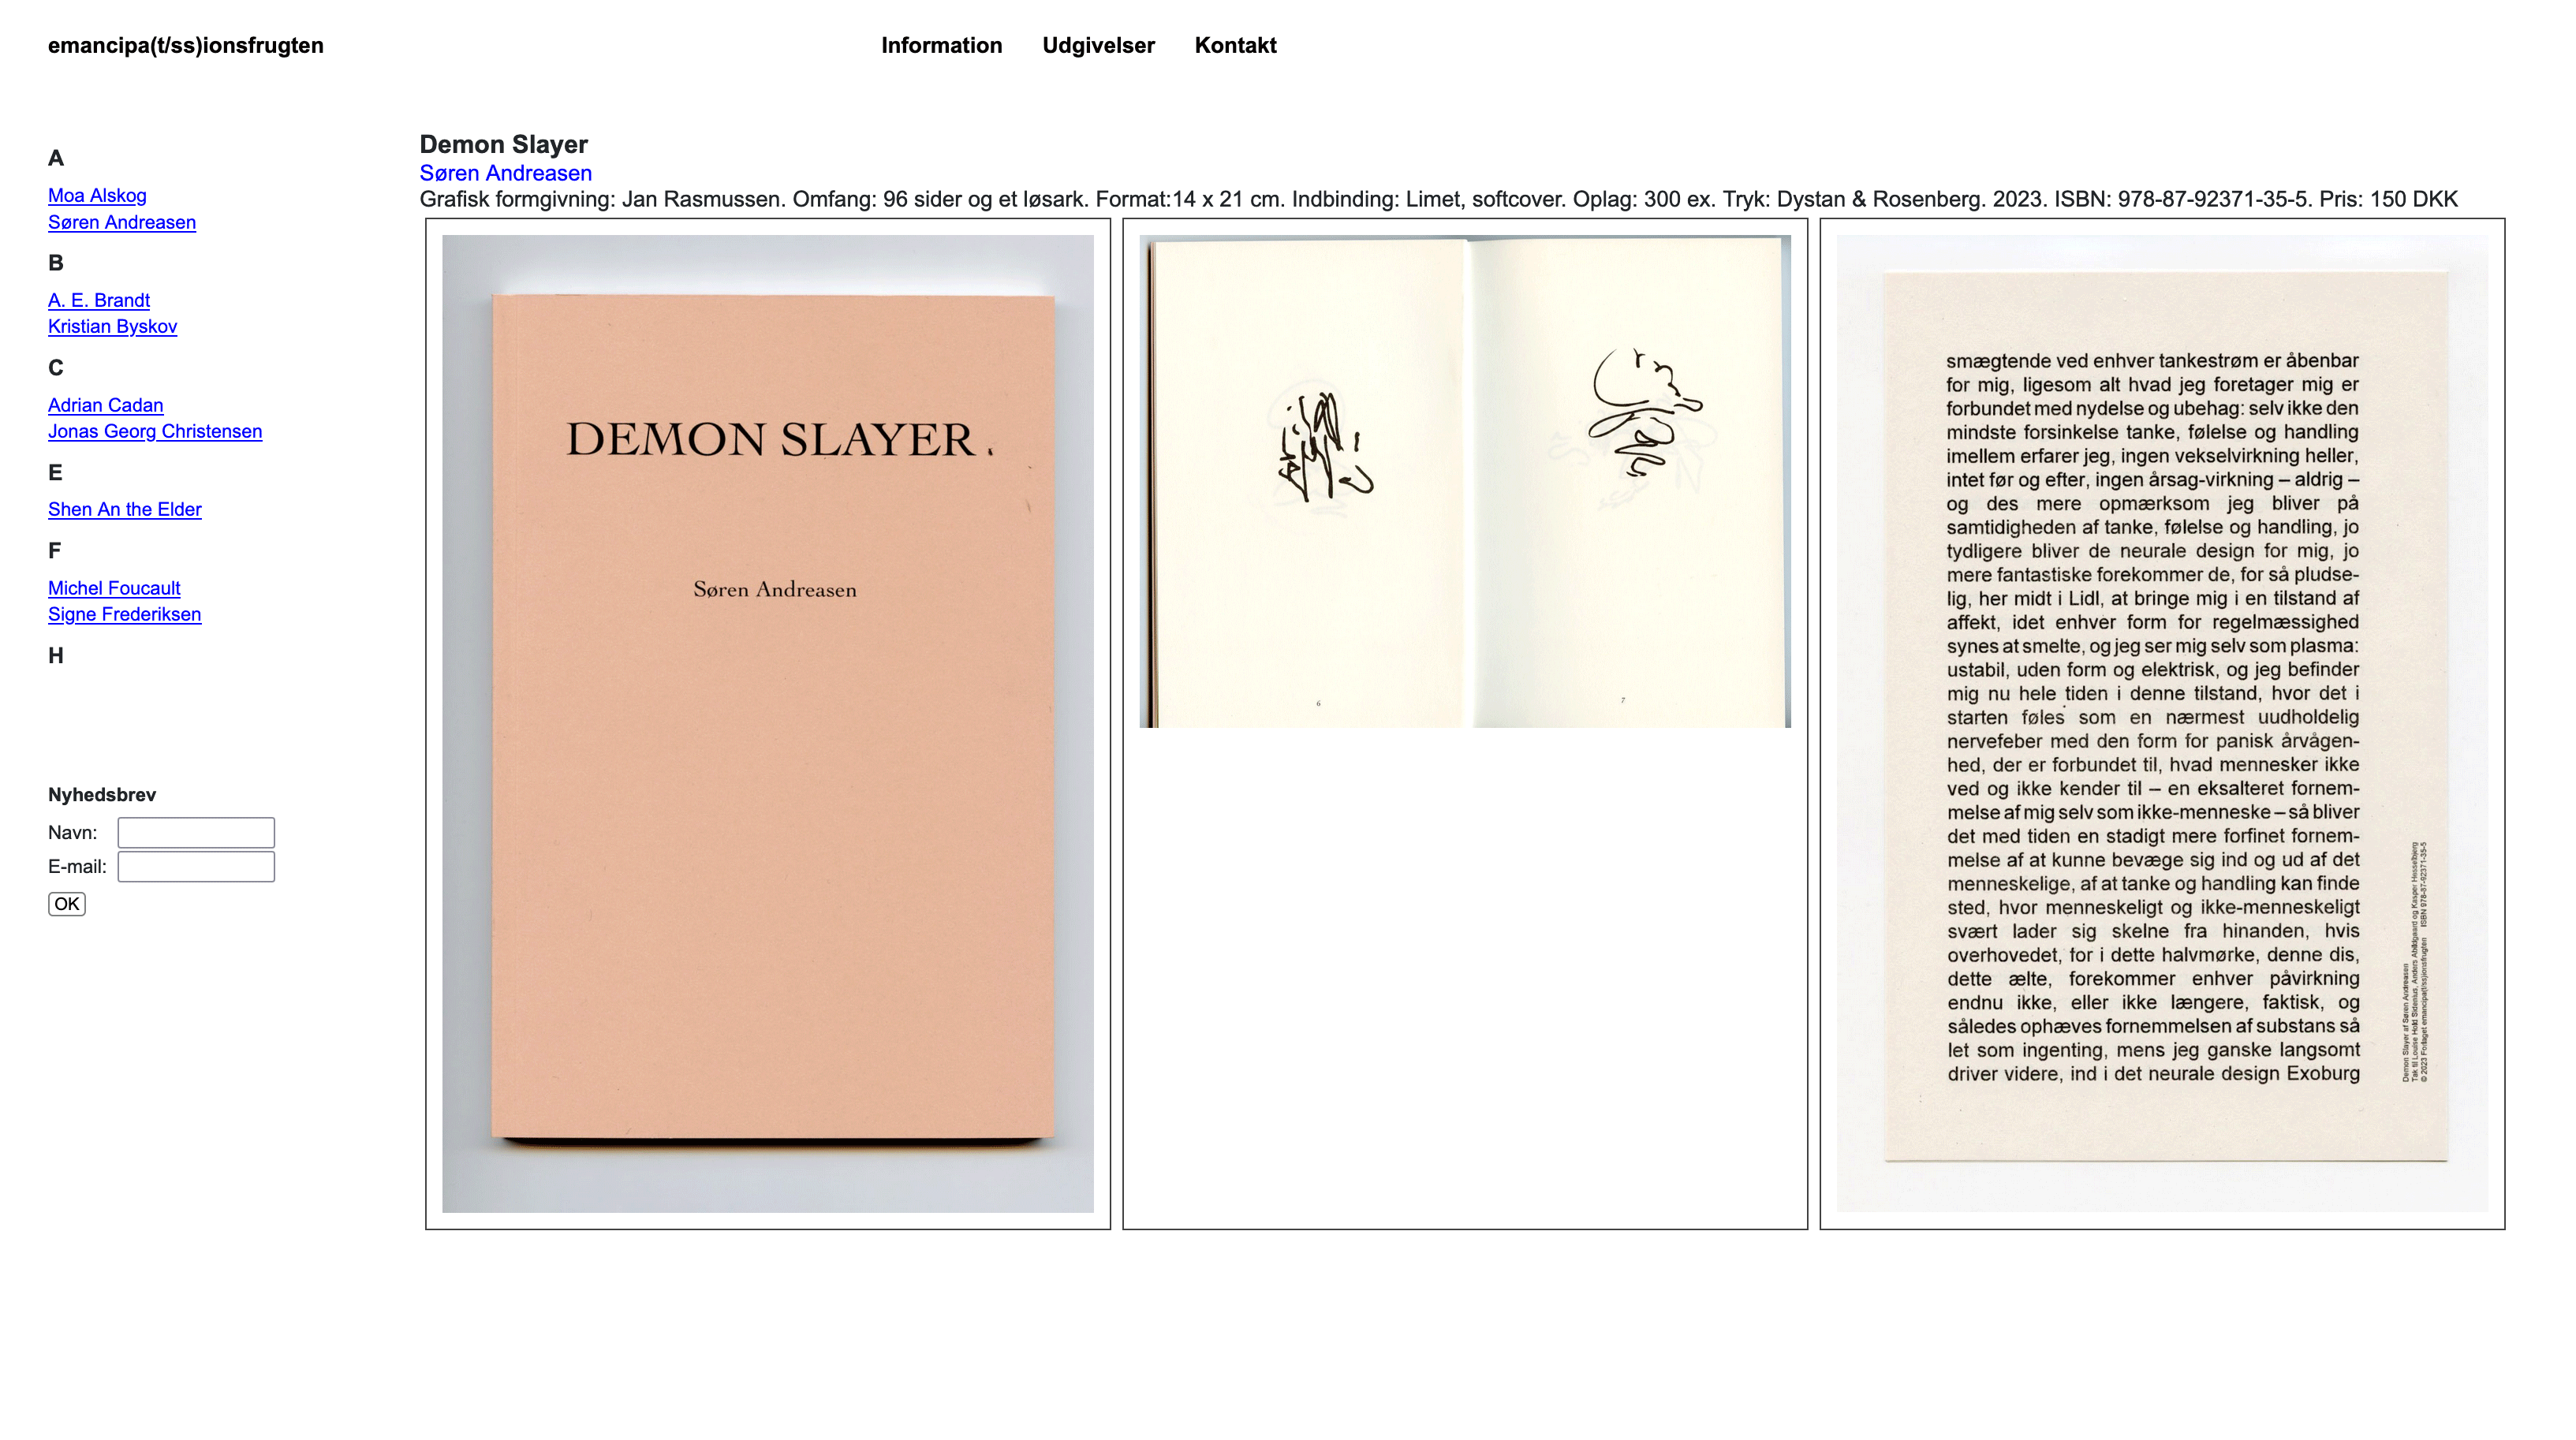 emancipa(t/ss)ionsfrugten
Information
Udgivelser
Kontakt
A
Moa Alskog
Søren Andreasen
B
A. E. Brandt
Kristian Byskov
C
Adrian Cadan
Jonas Georg Christensen
E
Shen An the Elder
F
Michel Foucault
Signe Frederiksen
H
Nyhedsbrev
Navn:
E-mail:
OK
Demon Slayer
Søren Andreasen
Grafisk formgivning: Jan Rasmussen. Omfang: 96 sider og et løsark. Format:14 x 21 cm. Indbinding: Limet, softcover. Oplag: 300 ex. Tryk: Dystan & Rosenberg. 2023. ISBN: 978-87-92371-35-5. Pris: 150 DKK
DEMON SLAYER
Søren Andreasen
6
7
smægtende ved enhver tankestrøm er åbenbar
for mig, ligesom alt hvad jeg foretager mig er
forbundet med nydelse og ubehag: selv ikke den
mindste forsinkelse tanke, følelse og handling
imellem erfarer jeg, ingen vekselvirkning heller,
intet før og efter, ingen årsag-virkning – aldrig –
og des mere opmærksom jeg bliver på
samtidigheden af tanke, følelse og handling, jo
tydligere bliver de neurale design for mig, jo
mere fantastiske forekommer de, for så pludse-
lig, her midt i Lidl, at bringe mig i en tilstand af
affekt, idet enhver form for regelmæssighed
synes at smelte, og jeg ser mig selv som plasma:
ustabil, uden form og elektrisk, og jeg befinder
mig nu hele tiden i denne tilstand, hvor det i
starten føles som en nærmest uudholdelig
nervefeber med den form for panisk årvågen-
hed, der er forbundet til, hvad mennesker ikke
ved og ikke kender til – en eksalteret fornem-
melse af mig selv som ikke-menneske – så bliver
det med tiden en stadigt mere forfinet fornem-
melse af at kunne bevæge sig ind og ud af det
menneskelige, af at tanke og handling kan finde
sted, hvor menneskeligt og ikke-menneskeligt
svært lader sig skelne fra hinanden, hvis
overhovedet, for i dette halvmørke, denne dis,
dette ælte, forekommer enhver påvirkning
endnu ikke, eller ikke længere, faktisk, og
således ophæves fornemmelsen af substans så
let som ingenting, mens jeg ganske langsomt
driver videre, ind i det neurale design Exoburg
Demon Slayer af Søren Andreasen
Tak til Louise Hold Sidenius, Anders Abildgaard og Kasper Hesselbjerg
© 2023 Forlaget emancipa(t/ss)ionsfrugten ISBN 978-87-92371-35-5